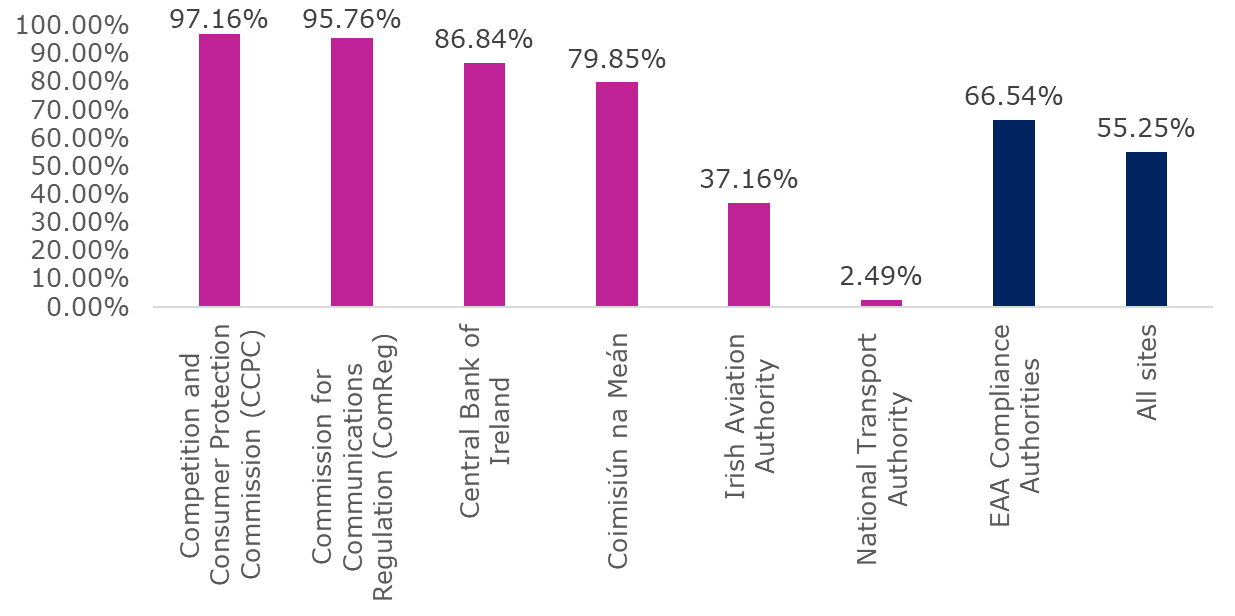 100.00%
90.00%
80.00%
70.00%
60.00%
50.00%
40.00%
30.00%
20.00%
10.00%
0.00%
97.16%
95.76%
86.84%
79.85%
37.16%
2.49%
66.54%
55.25%
Competition and
Consumer Protection
Commission (CCPC)
Commission for
Communications
Regulation (ComReg)
Central Bank of
Ireland
Coimisiún na Meán
Irish Aviation
Authority
National Transport
Authority
EAA Compliance
Authorities
All sites